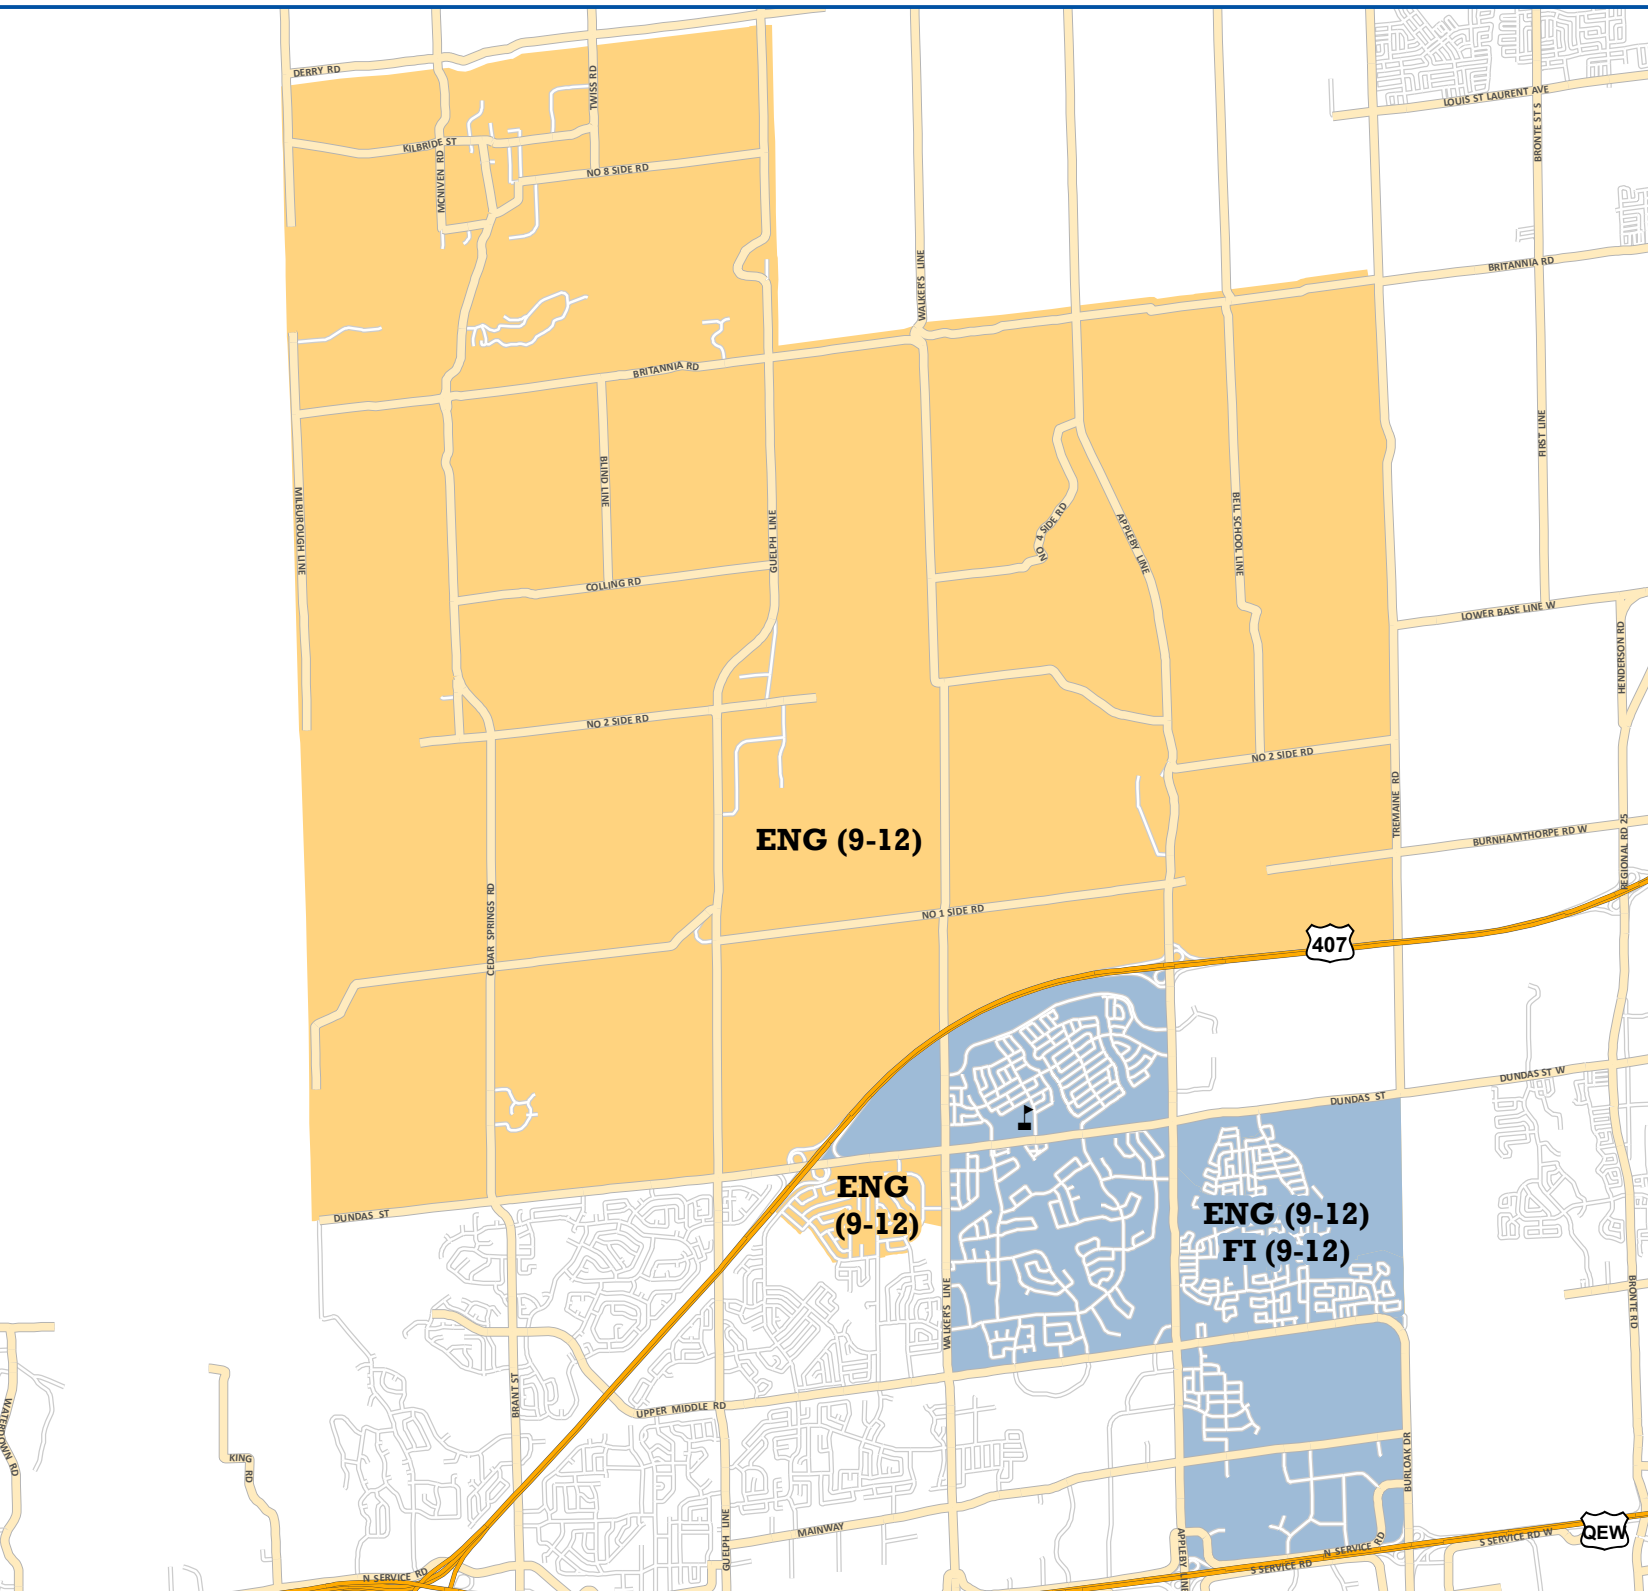 DERRY RD
TWISS RD
LOUIS ST LAURENT AVE
BRONTE ST S
KILBRIDE ST
MCNIVEN RD
NO 8 SIDE RD
WALKER'S LINE
BRITANNIA RD
BRITANNIA RD
FIRST LINE
BLIND LINE
MILBOROUGH LINE
GUELPH LINE
NO 4 SIDE RD
APPLEBY LINE
BELL SCHOOL LINE
COLLING RD
LOWER BASE LINE W
HENDERSON RD
NO 2 SIDE RD
NO 2 SIDE RD
TREMAINE RD
ENG (9-12)
BURNHAMTHORPE RD W
REGIONAL RD 25
CEDAR SPRINGS RD
NO 1 SIDE RD
407
DUNDAS ST W
DUNDAS ST
ENG
(9-12)
DUNDAS ST
ENG (9-12)
FI (9-12)
WALKER'S LINE
BRONTE RD
BRANT ST
UPPER MIDDLE RD
WATERDOWN RD
KING RD
BURLOAK DR
GUELPH LINE
MAINWAY
APPLEBY LINE
N SERVICE RD
S SERVICE RD W
QEW
S SERVICE RD
N SERVICE RD